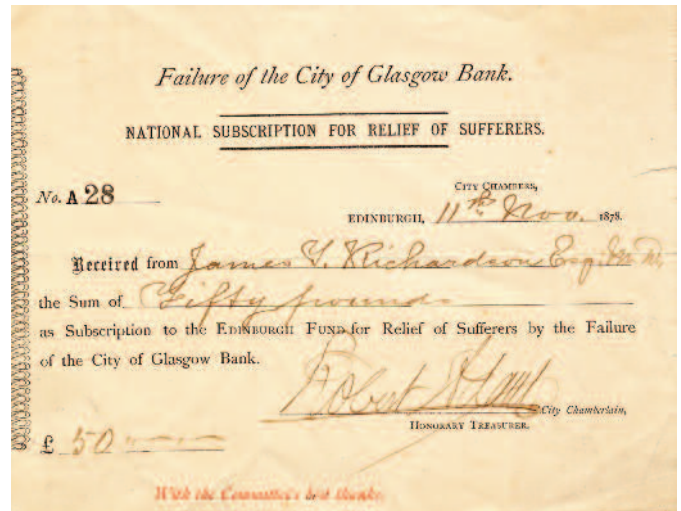 Failure of the City of Glasgow Bank.
NATIONAL SUBSCRIPTION FOR RELIEF OF SUFFERERS.
No. A 28
CITY CHAMBERS,
EDINBURGH, 11th Nov. 1878.
Received from James Richardson Esq.
the Sum of Fifty pounds
as Subscription to the EDINBURGH FUND for Relief of Sufferers by the Failure
of the City of Glasgow Bank.
Robert
City Chamberlain,
HONORARY TREASURER.
£ 50
With the Committee's best thanks.